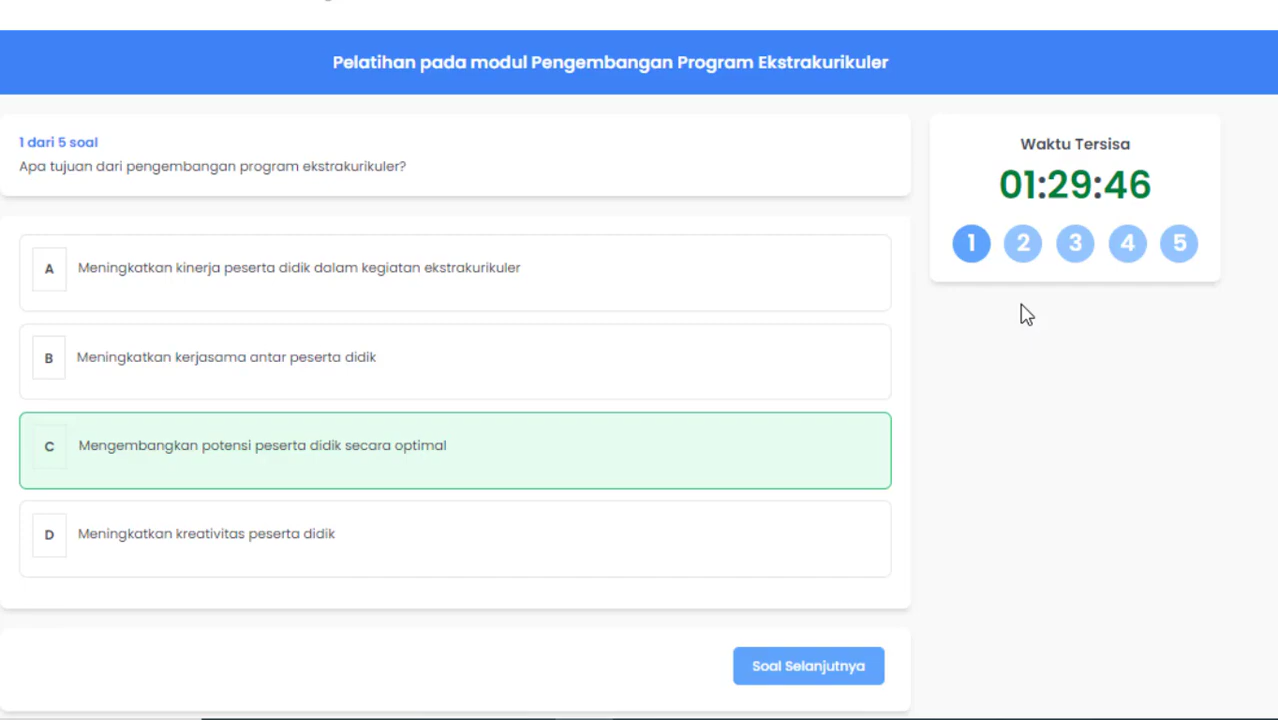 Pelatihan pada modul Pengembangan Program Ekstrakurikuler
1 dari 5 soal
Apa tujuan dari pengembangan program ekstrakurikuler?
A Meningkatkan kinerja peserta didik dalam kegiatan ekstrakurikuler
B Meningkatkan kerjasama antar peserta didik
C Mengembangkan potensi peserta didik secara optimal
D Meningkatkan kreativitas peserta didik
Soal Selanjutnya
Waktu Tersisa
01:29:46
1 2 3 4 5